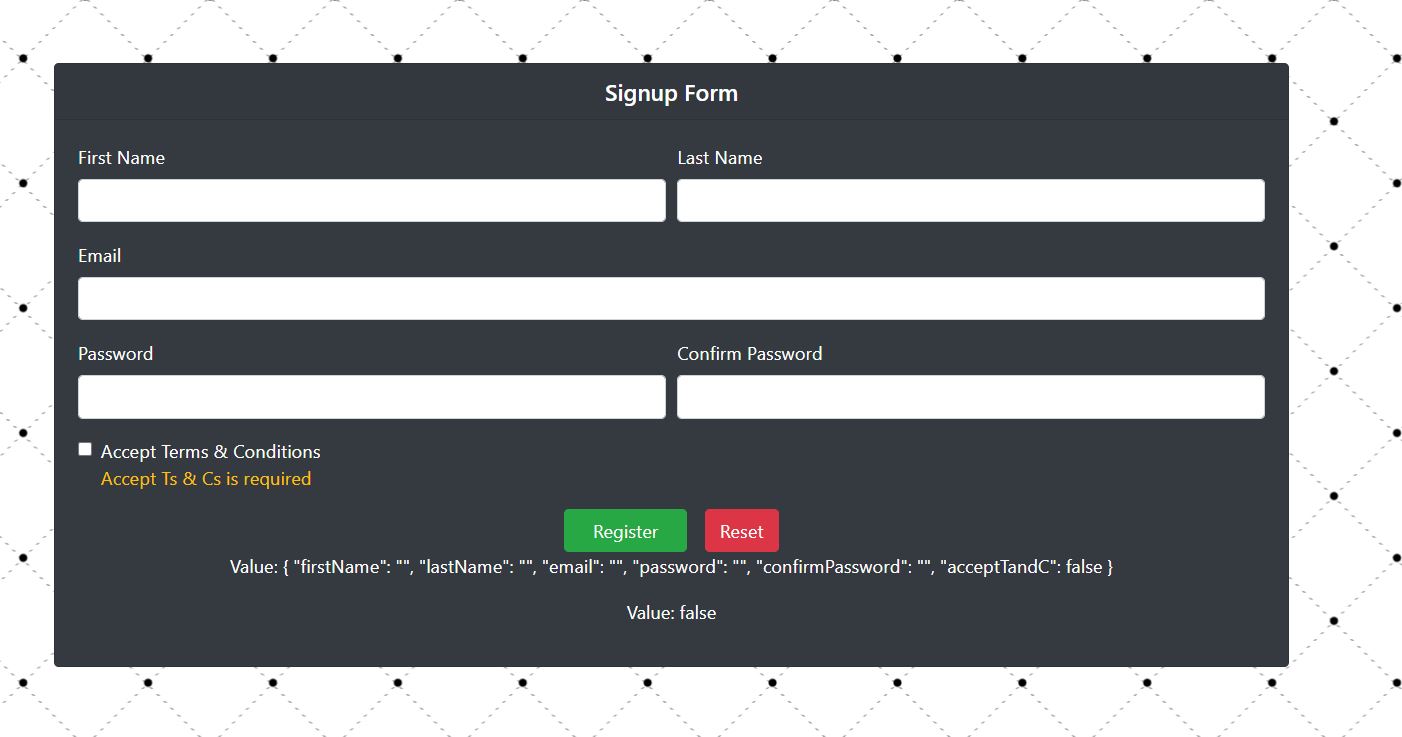 Signup Form
First Name Last Name
Email
Password Confirm Password
Accept Terms & Conditions
Accept Ts & Cs is required
Register Reset
Value: { "firstName": "", "lastName": "", "email": "", "password": "", "confirmPassword": "", "acceptTandC": false }
Value: false